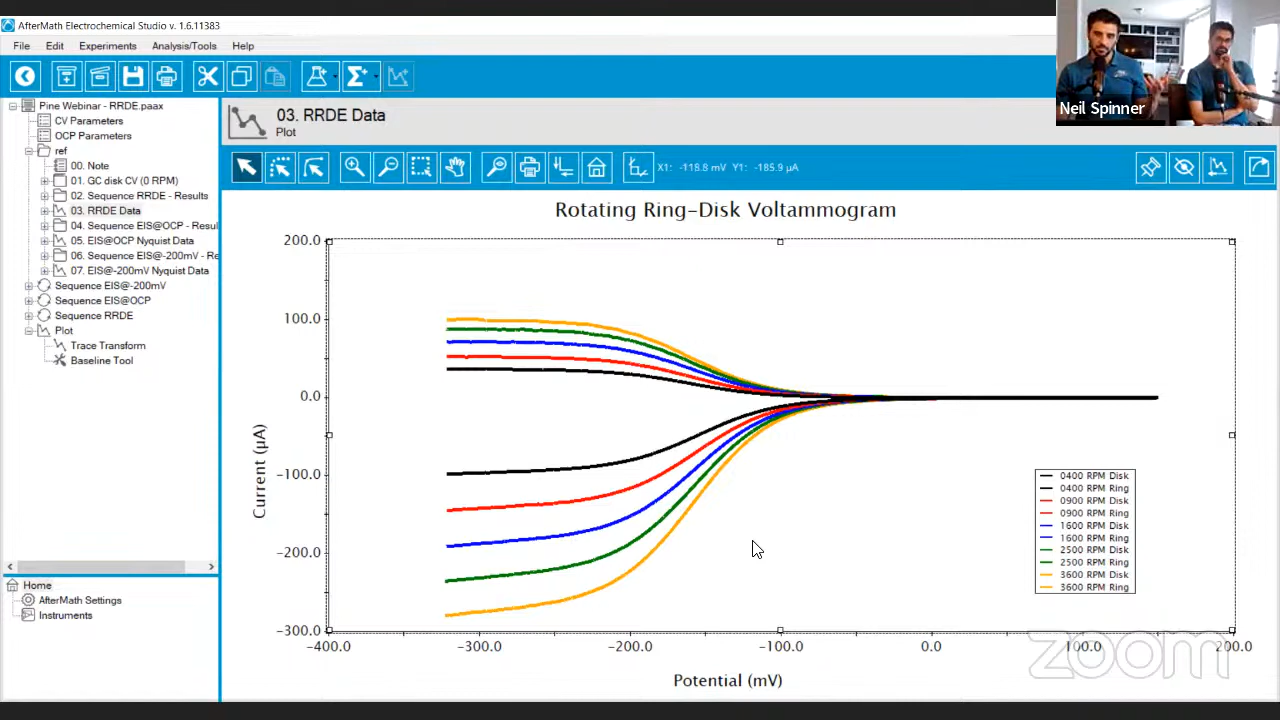 AfterMath Electrochemical Studio v. 1.6.11383
File Edit Experiments Analysis/Tools Help
Neil Spinner
Pine Webinar - RRDE.paax
CV Parameters
OCP Parameters
ref
00. Note
01. GC disk CV (0 RPM)
02. Sequence RRDE - Results
03. RRDE Data
04. Sequence EIS@OCP - Resul
05. EIS@OCP Nyquist Data
06. Sequence EIS@-200mV - Re
07. EIS@-200mV Nyquist Data
Sequence EIS@-200mV
Sequence EIS@OCP
Sequence RRDE
Plot
Trace Transform
Baseline Tool
Home
AfterMath Settings
Instruments
03. RRDE Data
Plot
X1: -118.8 mV Y1: -185.9 µA
Rotating Ring-Disk Voltammogram
200.0
100.0
0.0
-100.0
-200.0
-300.0
Current (µA)
-400.0 -300.0 -200.0 -100.0 0.0 100.0 200.0
Potential (mV)
0400 RPM Disk
0400 RPM Ring
0900 RPM Disk
0900 RPM Ring
1600 RPM Disk
1600 RPM Ring
2500 RPM Disk
2500 RPM Ring
3600 RPM Disk
3600 RPM Ring
zoom